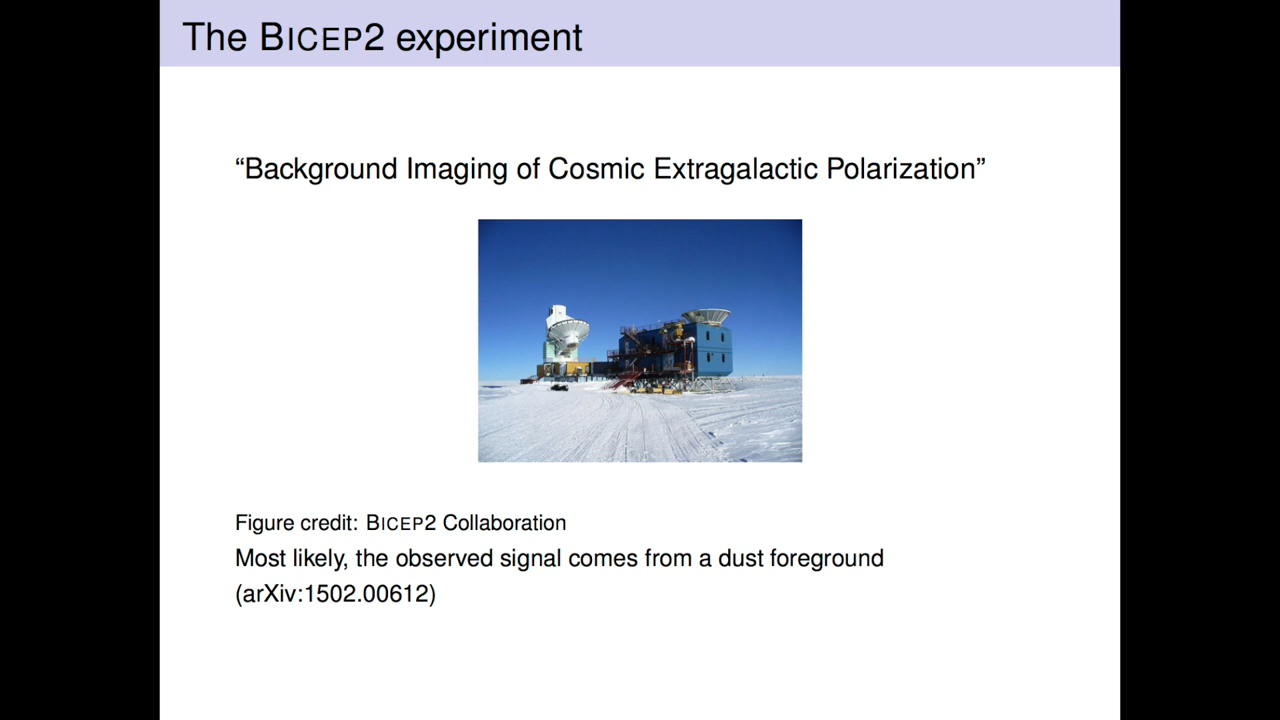 The BICEP2 experiment
“Background Imaging of Cosmic Extragalactic Polarization”
Figure credit: BICEP2 Collaboration
Most likely, the observed signal comes from a dust foreground
(arXiv:1502.00612)